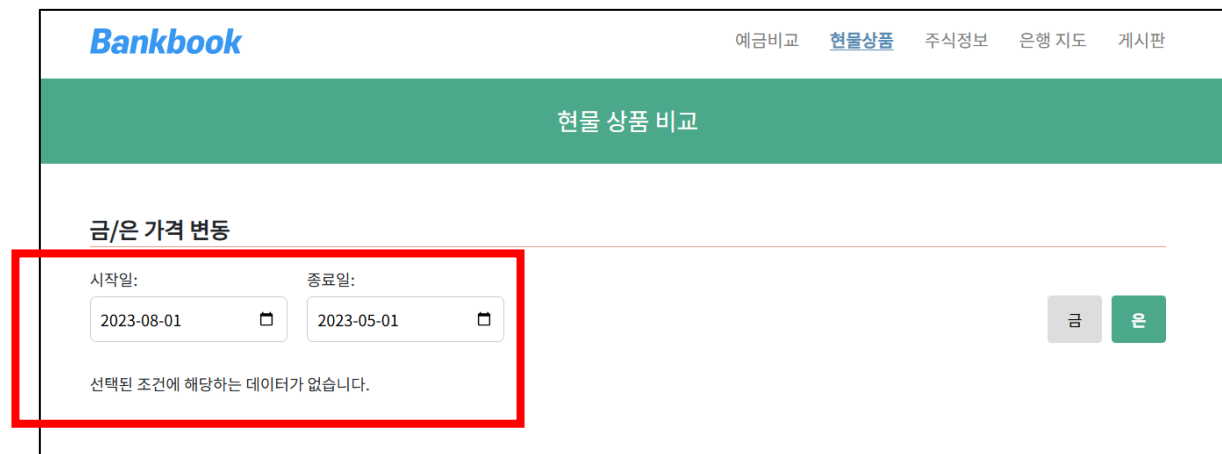 Bankbook 예금비교 현물상품 주식정보 은행 지도 게시판
현물 상품 비교
금/은 가격 변동
시작일: 종료일:
2023-08-01 2023-05-01 금 은
선택된 조건에 해당하는 데이터가 없습니다.